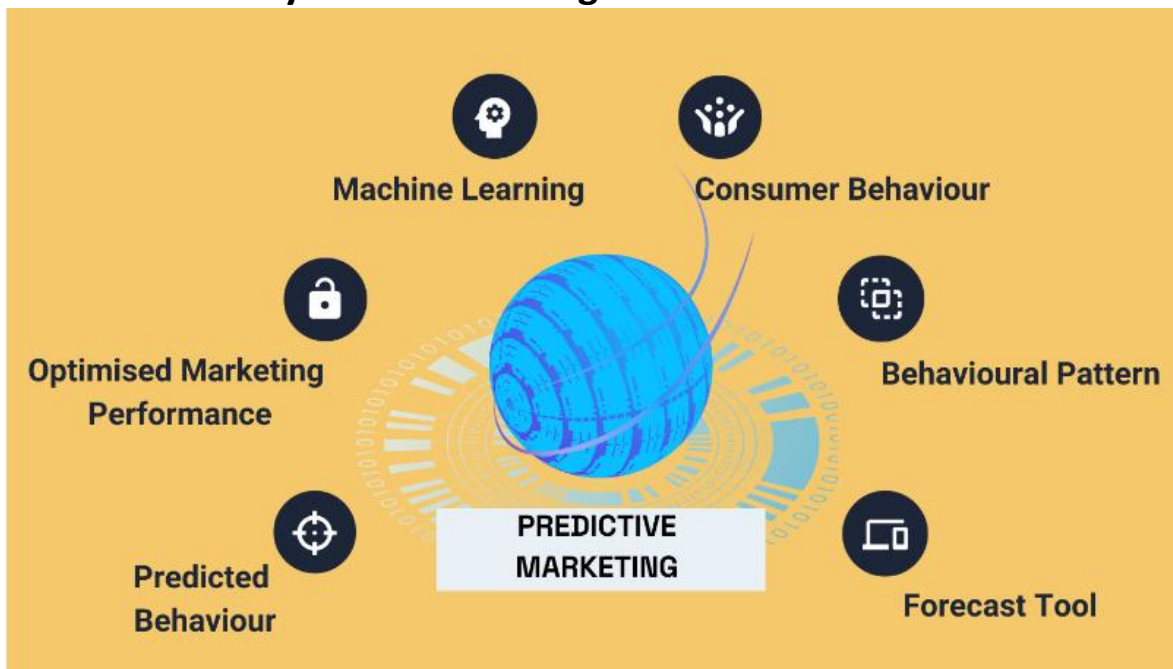 Machine Learning
Consumer Behaviour
Optimised Marketing
Performance
Behavioural Pattern
PREDICTIVE
MARKETING
Predicted
Behaviour
Forecast Tool